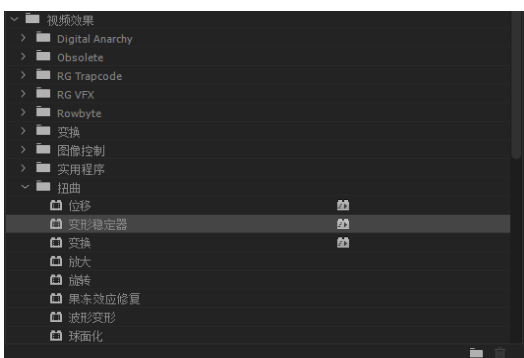 视频效果
Digital Anarchy
Obsolete
RG Trapcode
RG VFX
Rowbyte
变换
图像控制
实用程序
扭曲
位移
变形稳定器
变换
放大
旋转
果冻效应修复
波形变形
球面化